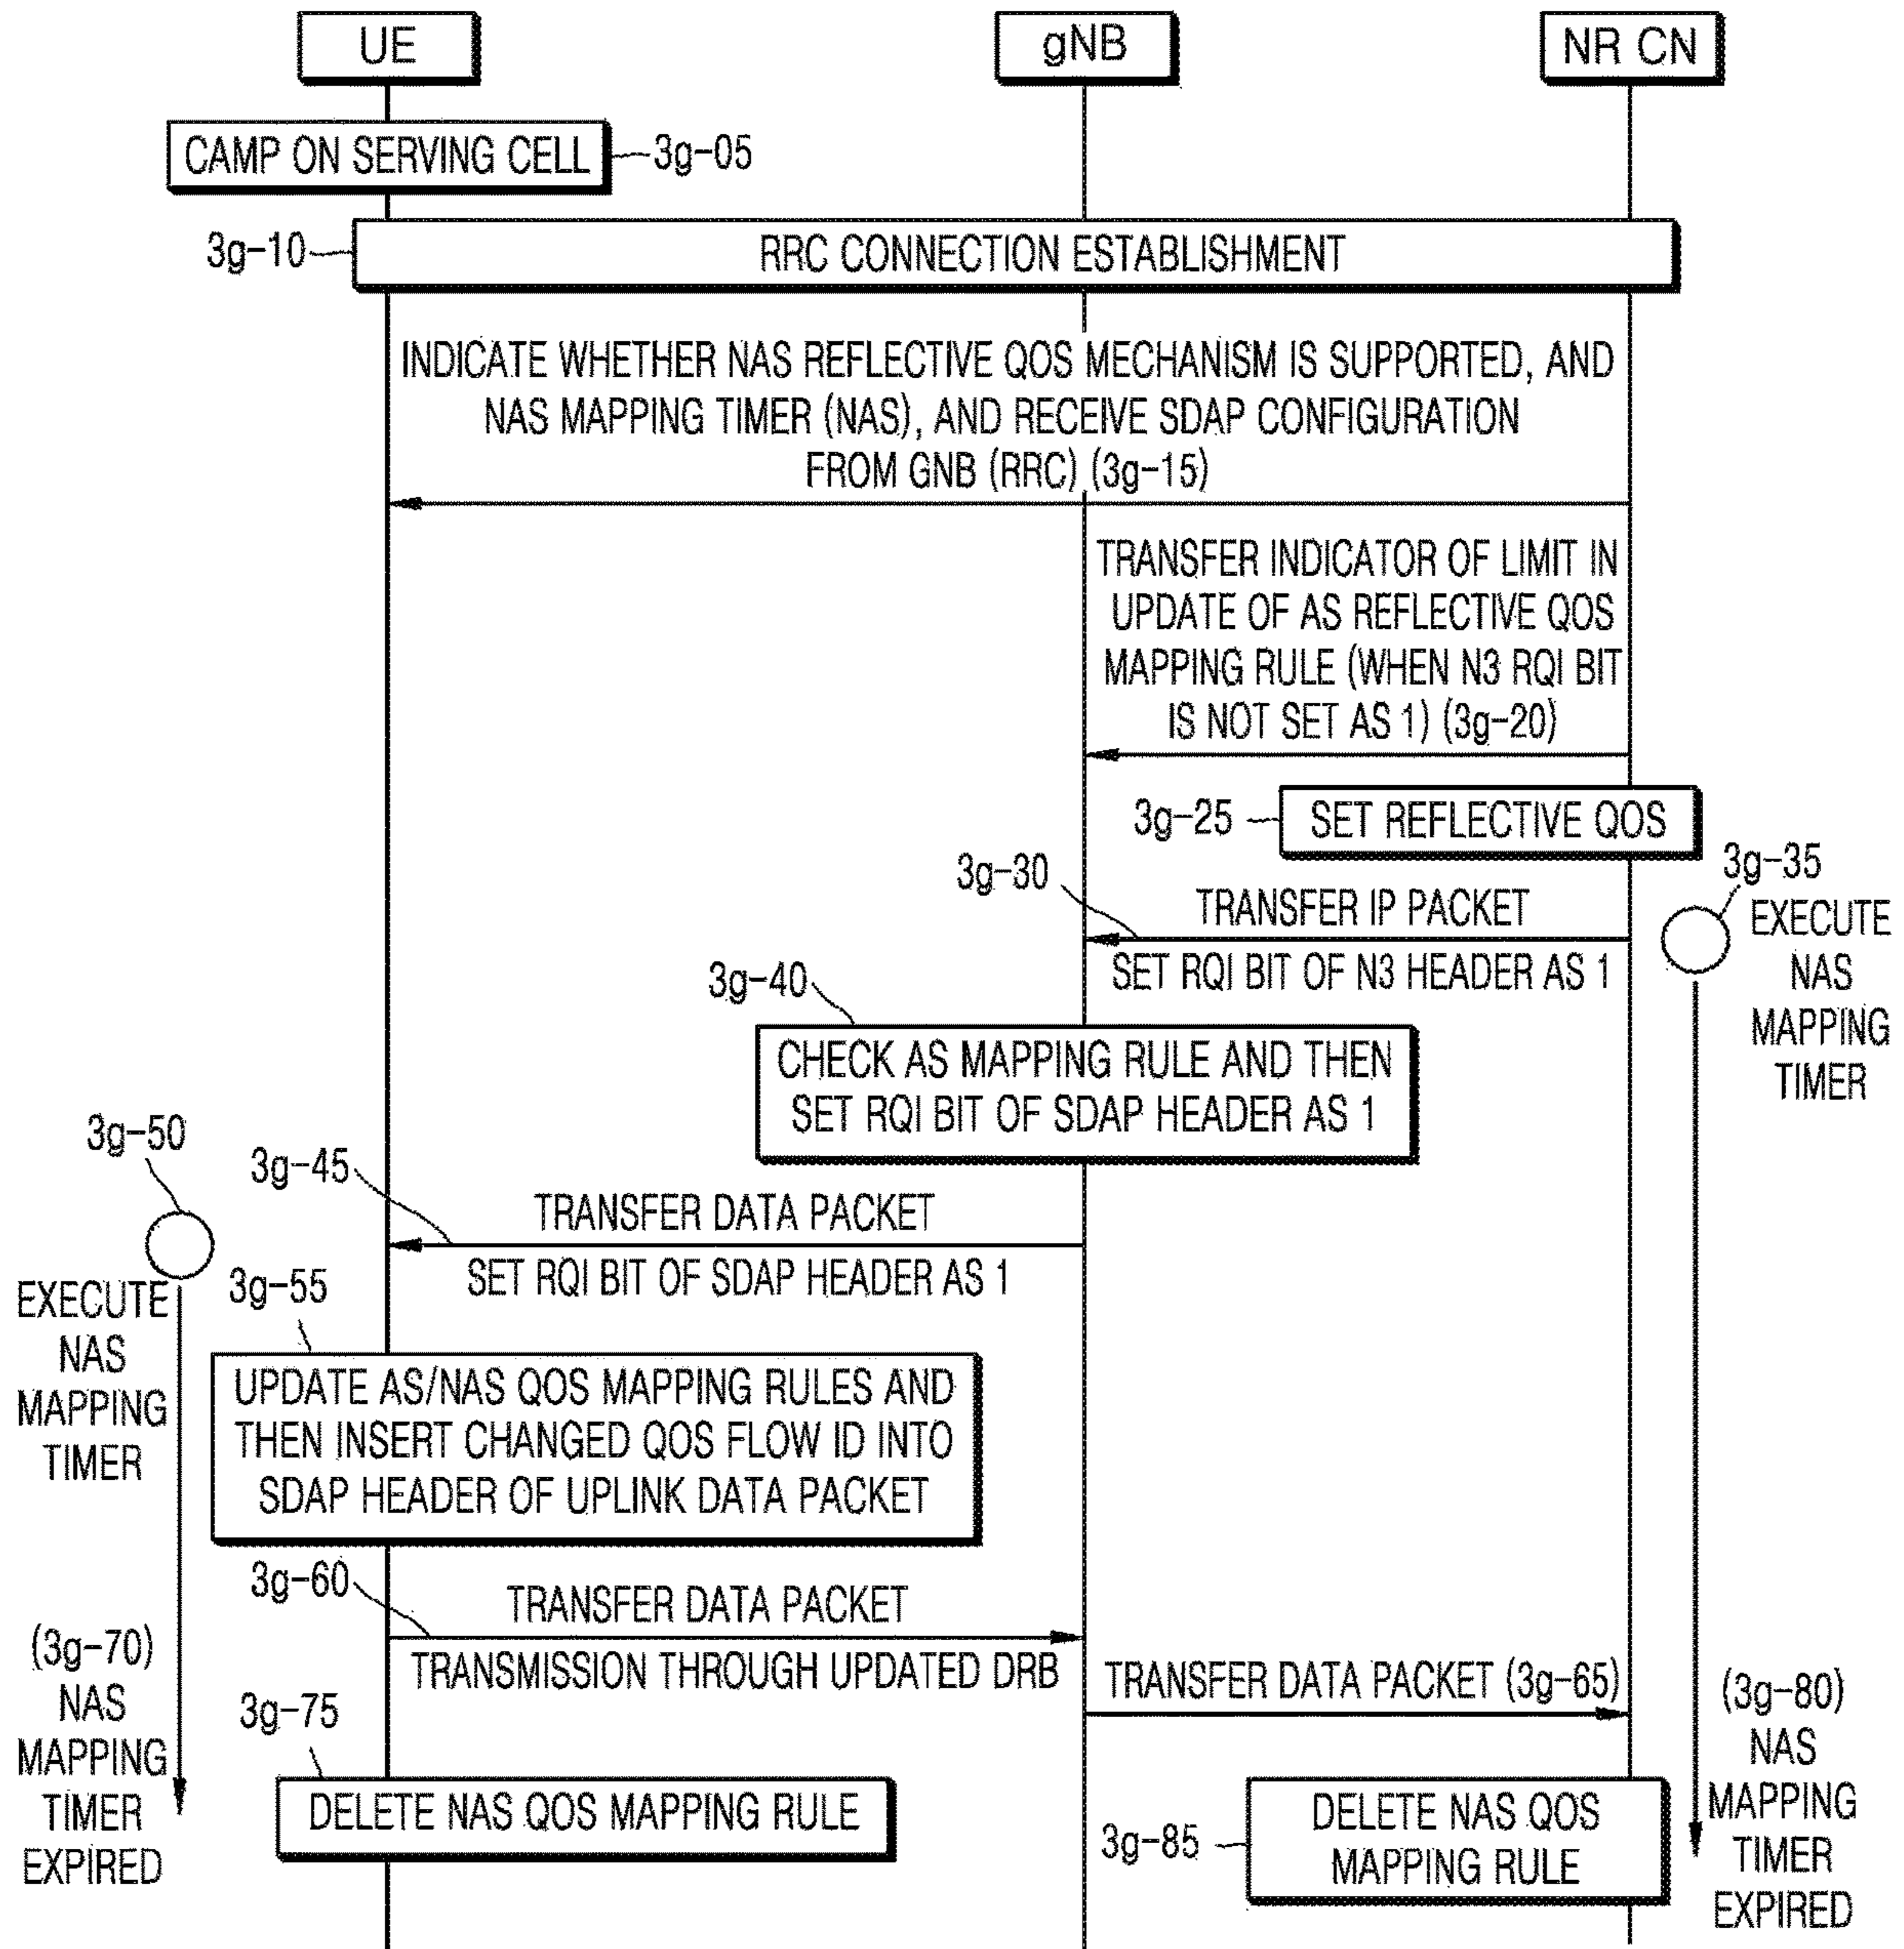 UE
gNB
NR CN
CAMP ON SERVING CELL
3g-05
3g-10
RRC CONNECTION ESTABLISHMENT
INDICATE WHETHER NAS REFLECTIVE QOS MECHANISM IS SUPPORTED, AND
NAS MAPPING TIMER (NAS), AND RECEIVE SDAP CONFIGURATION
FROM GNB (RRC) (3g-15)
TRANSFER INDICATOR OF LIMIT IN
UPDATE OF AS REFLECTIVE QOS
MAPPING RULE (WHEN N3 RQI BIT
IS NOT SET AS 1) (3g-20)
3g-25
SET REFLECTIVE QOS
3g-30
TRANSFER IP PACKET
SET RQI BIT OF N3 HEADER AS 1
3g-35
EXECUTE
NAS
MAPPING
TIMER
3g-40
CHECK AS MAPPING RULE AND THEN
SET RQI BIT OF SDAP HEADER AS 1
3g-45
TRANSFER DATA PACKET
SET RQI BIT OF SDAP HEADER AS 1
3g-50
EXECUTE
NAS
MAPPING
TIMER
3g-55
UPDATE AS/NAS QOS MAPPING RULES AND
THEN INSERT CHANGED QOS FLOW ID INTO
SDAP HEADER OF UPLINK DATA PACKET
3g-60
TRANSFER DATA PACKET
TRANSMISSION THROUGH UPDATED DRB
TRANSFER DATA PACKET (3g-65)
(3g-70)
NAS
MAPPING
TIMER
EXPIRED
3g-75
DELETE NAS QOS MAPPING RULE
(3g-80)
NAS
MAPPING
TIMER
EXPIRED
3g-85
DELETE NAS QOS
MAPPING RULE